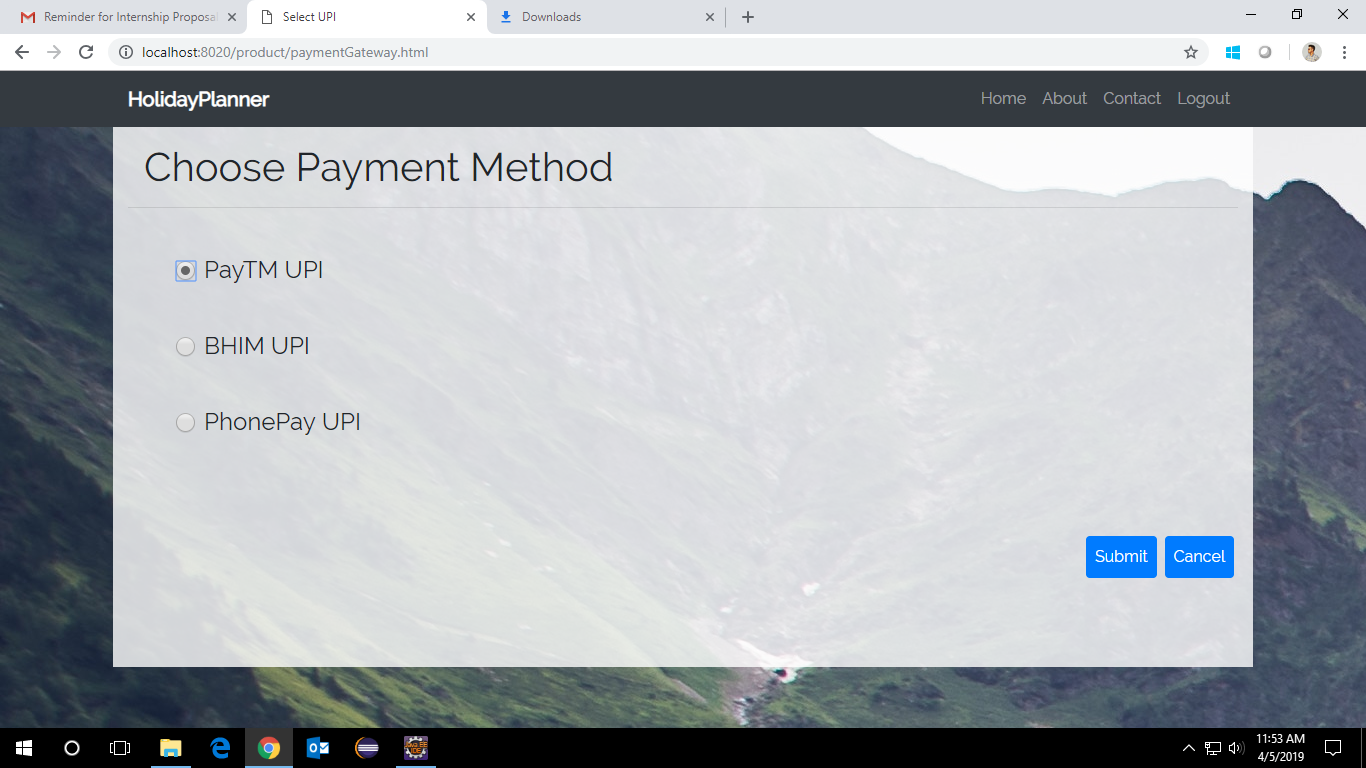 Reminder for Internship Proposal
Select UPI
Downloads
localhost:8020/product/paymentGateway.html
HolidayPlanner
Home About Contact Logout
Choose Payment Method
PayTM UPI
BHIM UPI
PhonePay UPI
Submit Cancel
11:53 AM
4/5/2019